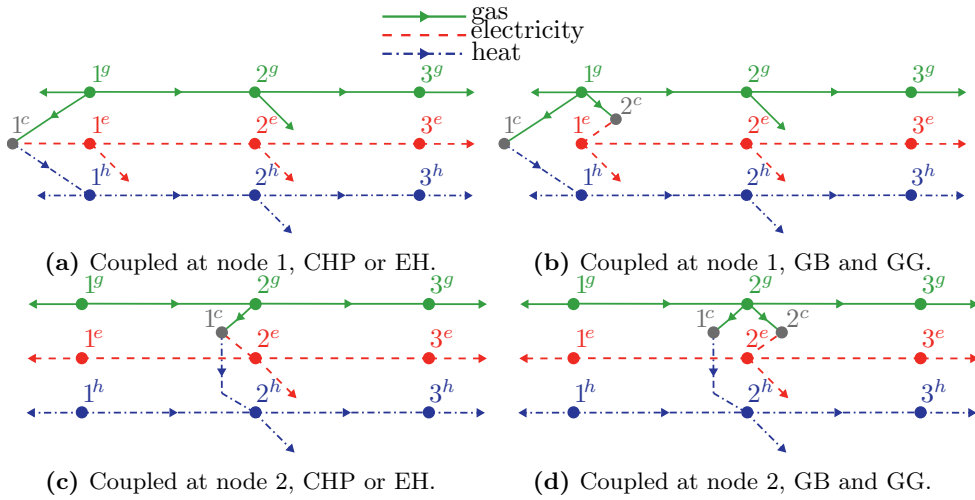 gas
electricity
heat
1^g 2^g 3^g
1^c 1^e 2^e 3^e
1^h 2^h 3^h
(a) Coupled at node 1, CHP or EH.
1^g 2^g 3^g
2^c
1^c 1^e 2^e 3^e
1^h 2^h 3^h
(b) Coupled at node 1, GB and GG.
1^g 2^g 3^g
1^c
1^e 2^e 3^e
1^h 2^h 3^h
(c) Coupled at node 2, CHP or EH.
1^g 2^g 3^g
1^c 2^c
1^e 2^e 3^e
1^h 2^h 3^h
(d) Coupled at node 2, GB and GG.